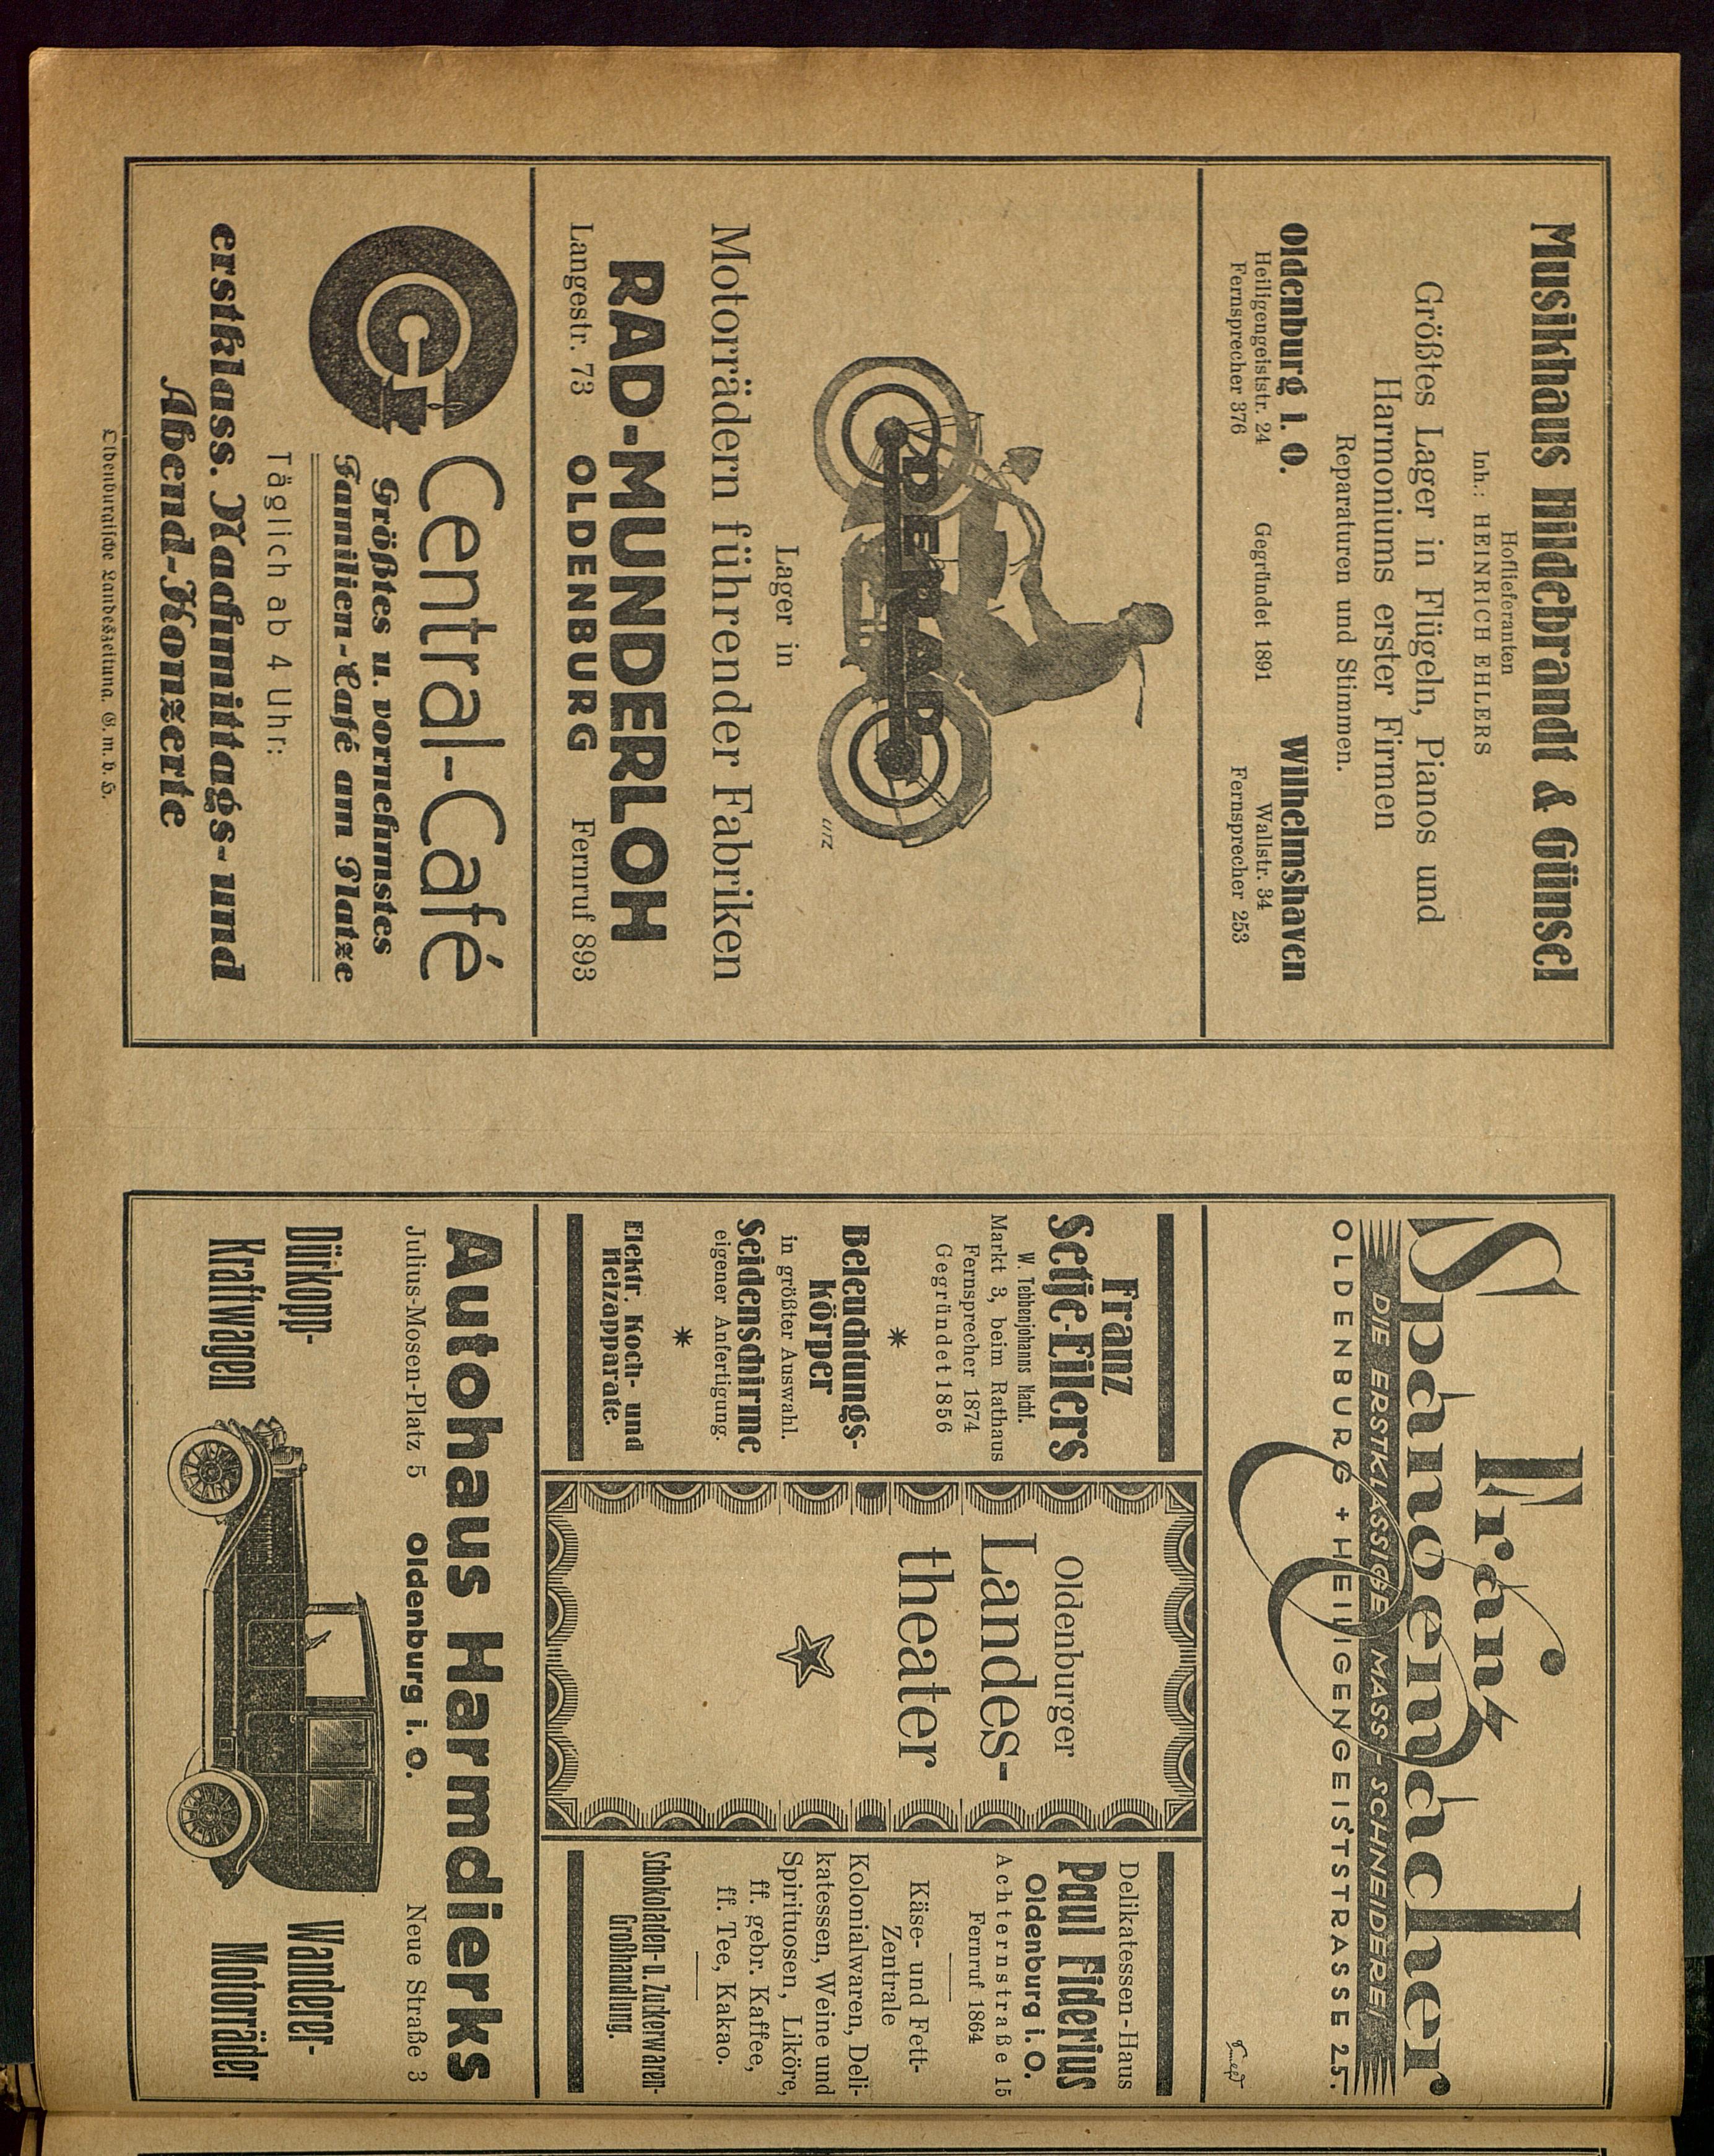 Musikhaus Hildebrandt & Günsel
Hoflieferanten
Inh.: HEINRICH EHLERS
Größtes Lager in Flügeln, Pianos und
Harmoniums erster Firmen
Reparaturen und Stimmen.
Oldenburg i. O. Wilhelmshaven
Heiligengeiststr. 24 Gegründet 1891 Wallstr. 34
Fernsprecher 376 Fernsprecher 253
DERAD
UTZ
Lager in
Motorrädern führender Fabriken
RAD-MUNDERLOH
Langestr. 73 OLDENBURG Fernruf 893
Central-Café
Größtes u. vornehmstes
Familien-Café am Platze
Täglich ab 4 Uhr:
erstklass. Nachmittags- und
Abend-Konzerte
Oldenburgische Landeszeitung, G. m. b. H.
Franz
Spannemacher
DIE ERSTKLASSIGE MASS-SCHNEIDEREI
OLDENBURG + HEILIGENGEISTSTRASSE 25.
Franz
Setje-Eilers
W. Tebbenjohanns Nachf.
Markt 3, beim Rathaus
Fernsprecher 1874
Gegründet 1856
*
Beleuchtungs-
körper
in größter Auswahl.
Seidenschirme
eigener Anfertigung.
*
Elektr. Koch- und
Heizapparate.
Oldenburger
Landes-
theater
Delikatessen-Haus
Paul Fiderius
Oldenburg i. O.
Achternstraße 15
Fernruf 1864
Käse- und Fett-
Zentrale
Kolonialwaren, Deli-
katessen, Weine und
Spirituosen, Liköre,
ff. gebr. Kaffee,
ff. Tee, Kakao.
Schokoladen- u. Zuckerwaren-
Großhandlung.
Autohaus Harmdierks
Julius-Mosen-Platz 5 Oldenburg i. O. Neue Straße 3
Dürkopp-
Kraftwagen
Wanderer-
Motorräder